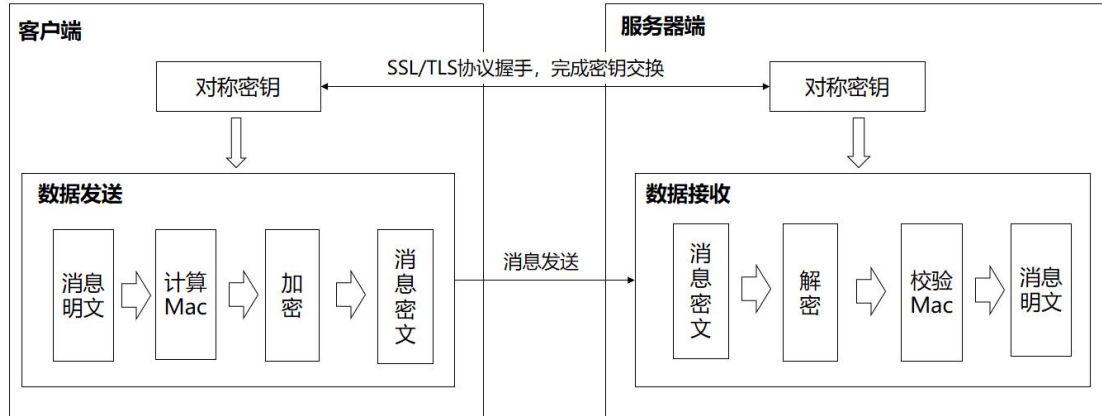 客户端
服务器端
SSL/TLS协议握手，完成密钥交换
对称密钥
对称密钥
数据发送
消息
明文
计算
Mac
加
密
消
息
密
文
消息发送
数据接收
消
息
密
文
解
密
校验
Mac
消息
明文